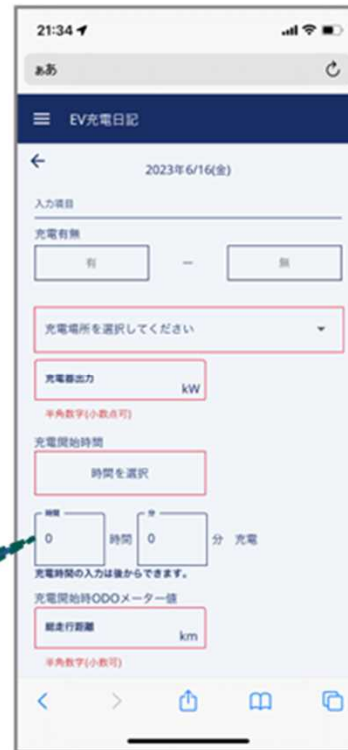 21:34
ぁあ
EV充電日記
2023年6/16(金)
入力項目
充電有無
有 ー 無
充電場所を選択してください
充電器出力
kW
半角数字(小数点可)
充電開始時間
時間を選択
時間 分
0 時間 0 分 充電
充電時間の入力は後からできます。
充電開始時ODOメーター値
総走行距離
km
半角数字(小数可)